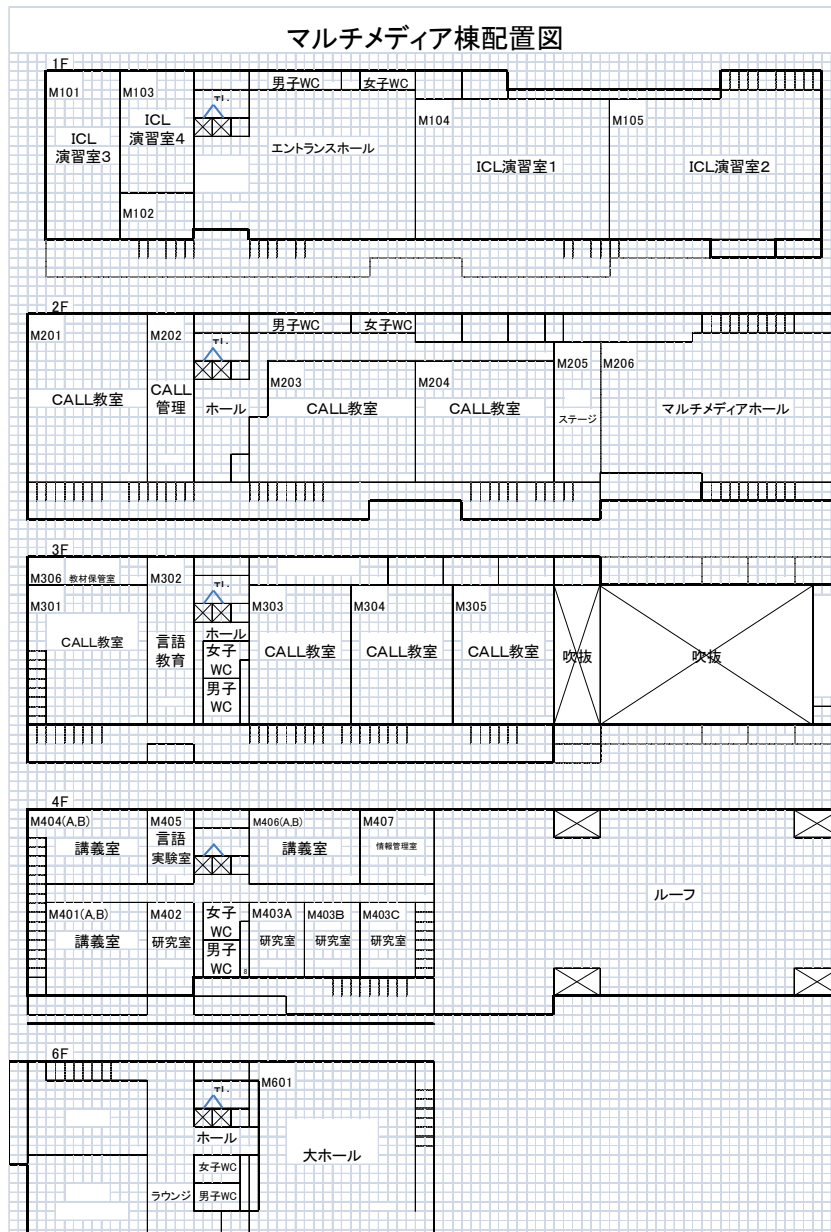 マルチメディア棟配置図
1F
M101
ICL
演習室3
M103
ICL
演習室4
M102
男子WC
女子WC
エントランスホール
M104
ICL演習室1
M105
ICL演習室2
2F
M201
CALL教室
M202
CALL
管理
男子WC
女子WC
ホール
M203
CALL教室
M204
CALL教室
M205
ステージ
M206
マルチメディアホール
3F
M306 教材保管室
M301
CALL教室
M302
言語
教育
ホール
女子
WC
男子
WC
M303
CALL教室
M304
CALL教室
M305
CALL教室
吹抜
吹抜
4F
M404(A,B)
講義室
M405
言語
実験室
M406(A,B)
講義室
M407
情報管理室
ルーフ
M401(A,B)
講義室
M402
研究室
女子
WC
男子
WC
8
M403A
研究室
M403B
研究室
M403C
研究室
6F
M601
ホール
大ホール
女子WC
ラウンジ
男子WC